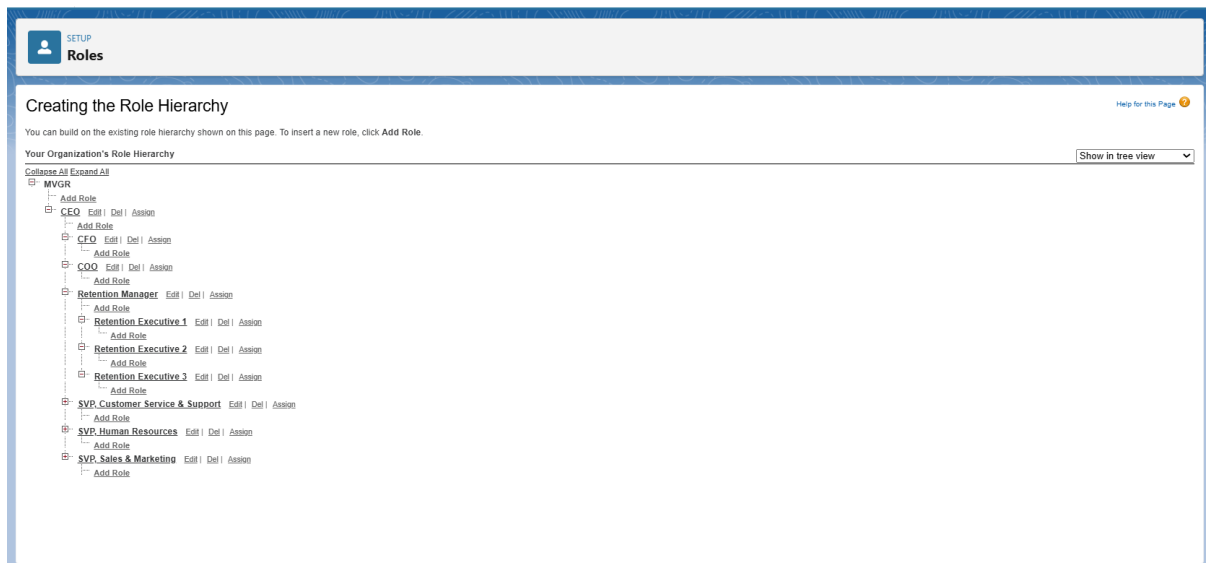 SETUP
Roles
Creating the Role Hierarchy
Help for this Page ?
You can build on the existing role hierarchy shown on this page. To insert a new role, click Add Role.
Your Organization's Role Hierarchy
Show in tree view
Collapse All Expand All
MVGR
Add Role
CEO Edit | Del | Assign
Add Role
CFO Edit | Del | Assign
Add Role
COO Edit | Del | Assign
Add Role
Retention Manager Edit | Del | Assign
Add Role
Retention Executive 1 Edit | Del | Assign
Add Role
Retention Executive 2 Edit | Del | Assign
Add Role
Retention Executive 3 Edit | Del | Assign
Add Role
SVP, Customer Service & Support Edit | Del | Assign
Add Role
SVP, Human Resources Edit | Del | Assign
Add Role
SVP, Sales & Marketing Edit | Del | Assign
Add Role